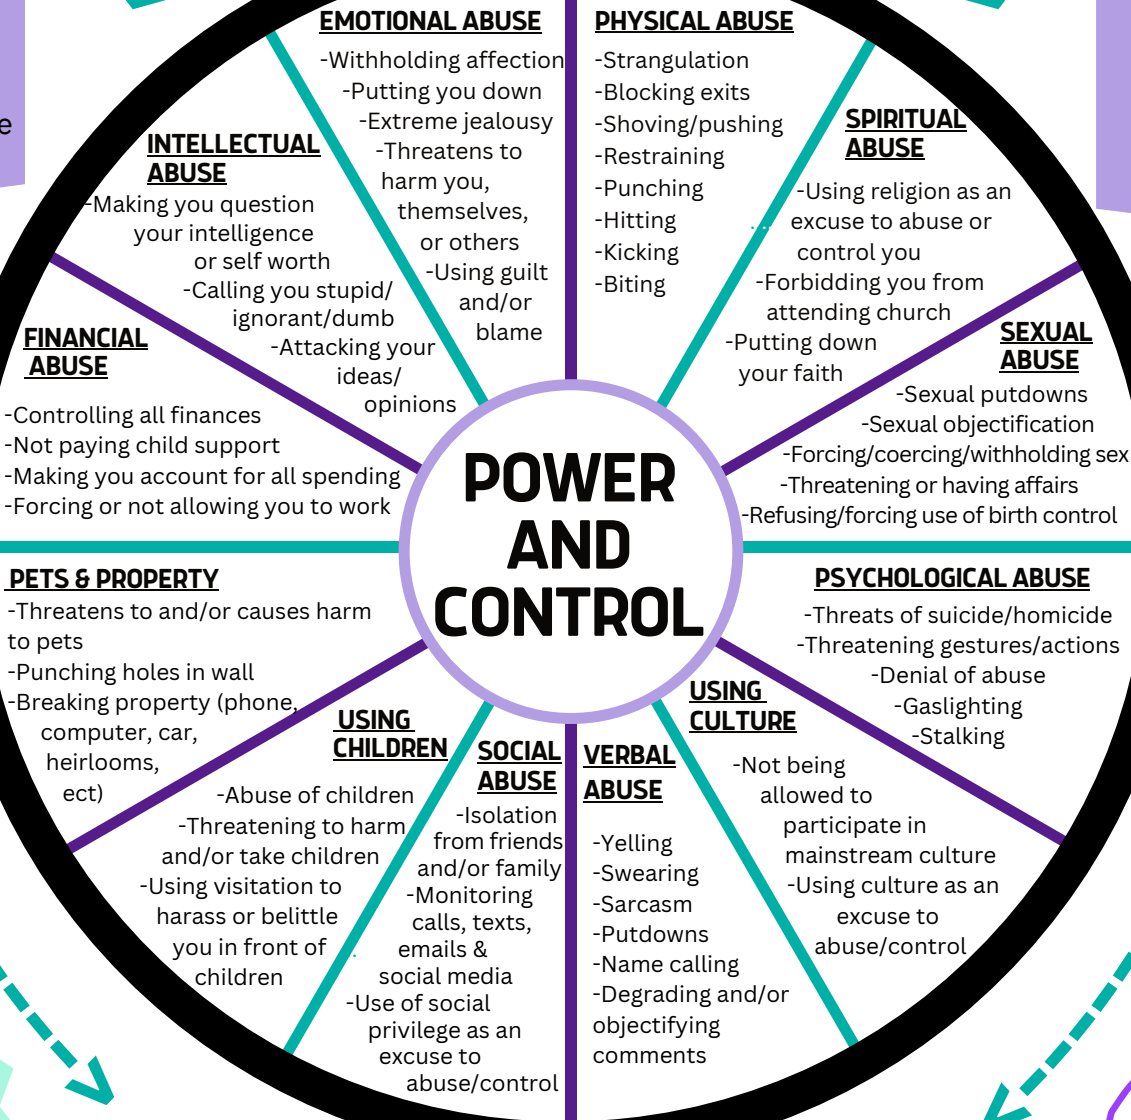 e
EMOTIONAL ABUSE
-Withholding affection
-Putting you down
-Extreme jealousy
-Threatens to
harm you,
themselves,
or others
-Using guilt
and/or
blame
PHYSICAL ABUSE
-Strangulation
-Blocking exits
-Shoving/pushing
-Restraining
-Punching
-Hitting
-Kicking
-Biting
SPIRITUAL
ABUSE
-Using religion as an
excuse to abuse or
control you
-Forbidding you from
attending church
-Putting down
your faith
SEXUAL
ABUSE
-Sexual putdowns
-Sexual objectification
-Forcing/coercing/withholding sex
-Threatening or having affairs
-Refusing/forcing use of birth control
PSYCHOLOGICAL ABUSE
-Threats of suicide/homicide
-Threatening gestures/actions
-Denial of abuse
-Gaslighting
-Stalking
USING
CULTURE
-Not being
allowed to
participate in
mainstream culture
-Using culture as an
excuse to
abuse/control
VERBAL
ABUSE
-Yelling
-Swearing
-Sarcasm
-Putdowns
-Name calling
-Degrading and/or
objectifying
comments
SOCIAL
ABUSE
-Isolation
from friends
and/or family
-Monitoring
calls, texts,
emails &
social media
-Use of social
privilege as an
excuse to
abuse/control
USING
CHILDREN
-Abuse of children
-Threatening to harm
and/or take children
-Using visitation to
harass or belittle
you in front of
children
PETS & PROPERTY
-Threatens to and/or causes harm
to pets
-Punching holes in wall
-Breaking property (phone,
computer, car,
heirlooms,
ect)
FINANCIAL
ABUSE
-Controlling all finances
-Not paying child support
-Making you account for all spending
-Forcing or not allowing you to work
INTELLECTUAL
ABUSE
-Making you question
your intelligence
or self worth
-Calling you stupid/
ignorant/dumb
-Attacking your
ideas/
opinions
POWER
AND
CONTROL